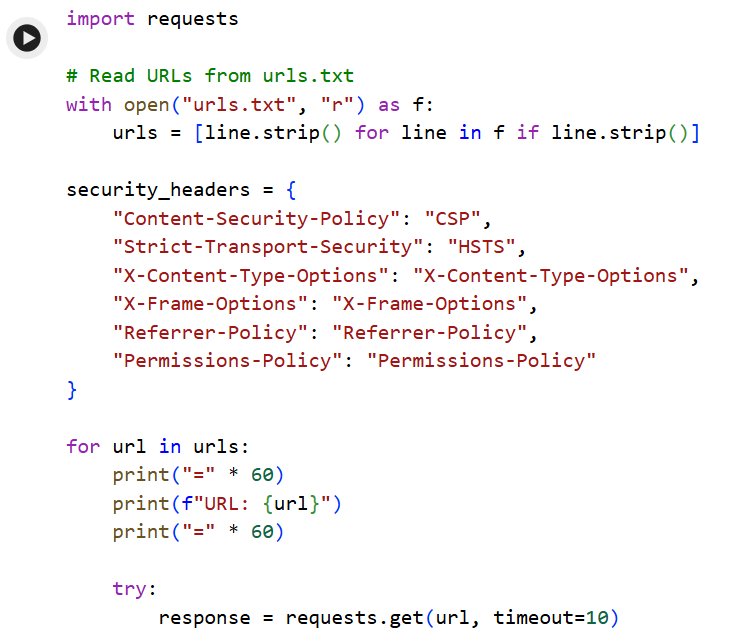 import requests

# Read URLs from urls.txt
with open("urls.txt", "r") as f:
    urls = [line.strip() for line in f if line.strip()]

security_headers = {
    "Content-Security-Policy": "CSP",
    "Strict-Transport-Security": "HSTS",
    "X-Content-Type-Options": "X-Content-Type-Options",
    "X-Frame-Options": "X-Frame-Options",
    "Referrer-Policy": "Referrer-Policy",
    "Permissions-Policy": "Permissions-Policy"
}

for url in urls:
    print("=" * 60)
    print(f"URL: {url}")
    print("=" * 60)

    try:
        response = requests.get(url, timeout=10)